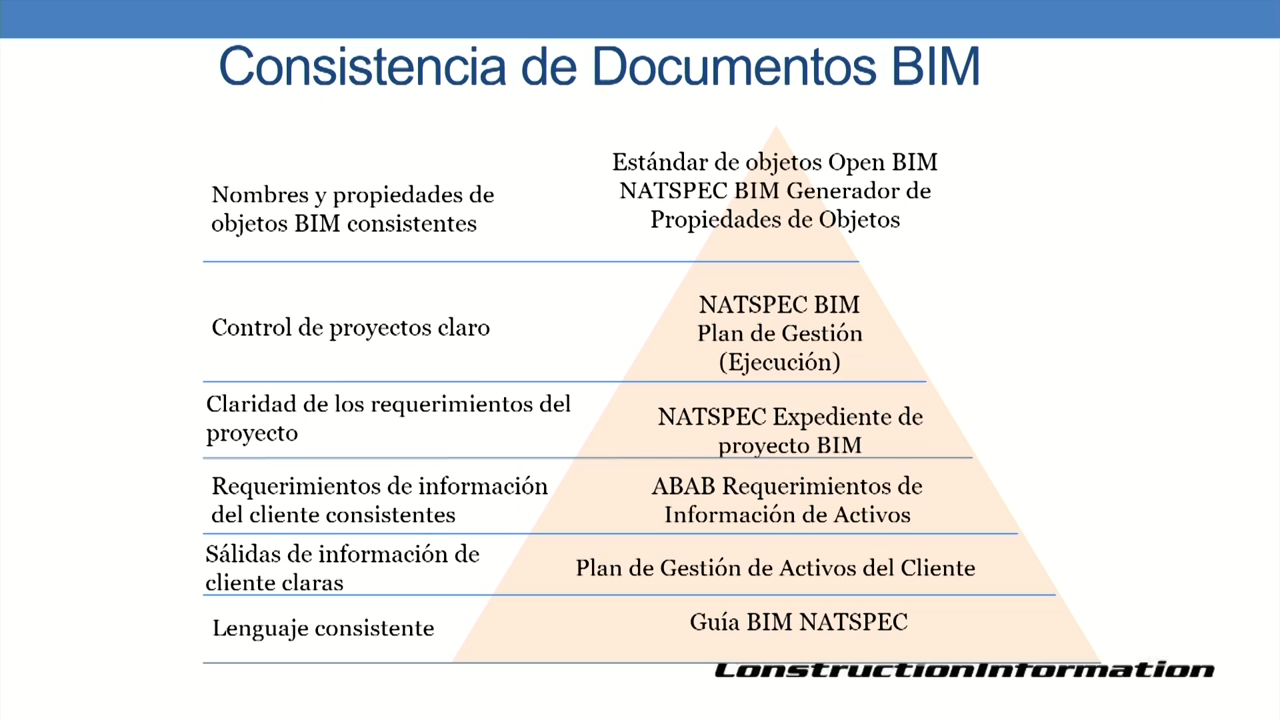 Consistencia de Documentos BIM
Nombres y propiedades de
objetos BIM consistentes
Estándar de objetos Open BIM
NATSPEC BIM Generador de
Propiedades de Objetos
Control de proyectos claro
NATSPEC BIM
Plan de Gestión
(Ejecución)
Claridad de los requerimientos del
proyecto
NATSPEC Expediente de
proyecto BIM
Requerimientos de información
del cliente consistentes
ABAB Requerimientos de
Información de Activos
Sálidas de información de
cliente claras
Plan de Gestión de Activos del Cliente
Lenguaje consistente
Guía BIM NATSPEC
ConstructionInformation